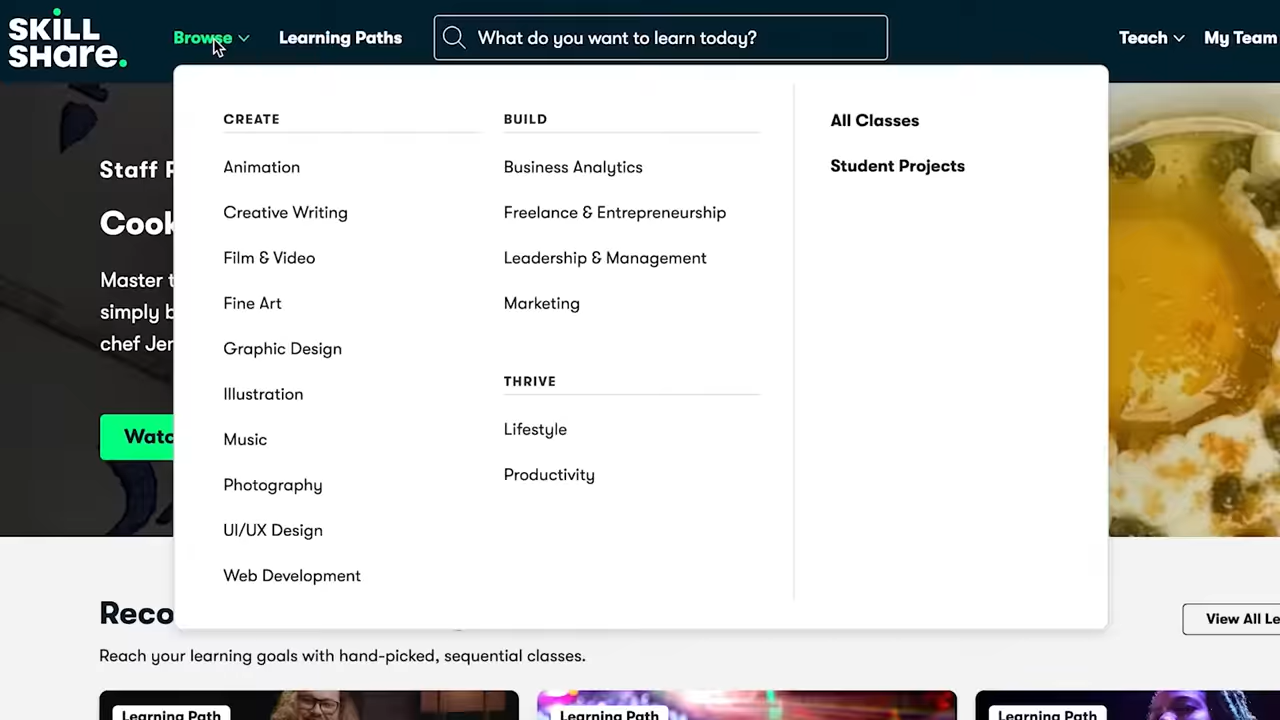 SKILL
SHARE.
Browse
Learning Paths
What do you want to learn today?
Teach
My Team
CREATE
Animation
Creative Writing
Film & Video
Fine Art
Graphic Design
Illustration
Music
Photography
UI/UX Design
Web Development
BUILD
Business Analytics
Freelance & Entrepreneurship
Leadership & Management
Marketing
THRIVE
Lifestyle
Productivity
All Classes
Student Projects
Staff
Cook
Master
simply
chef
View All
Reach your learning goals with hand-picked, sequential classes.
Learning Path
Learning Path
Learning Path